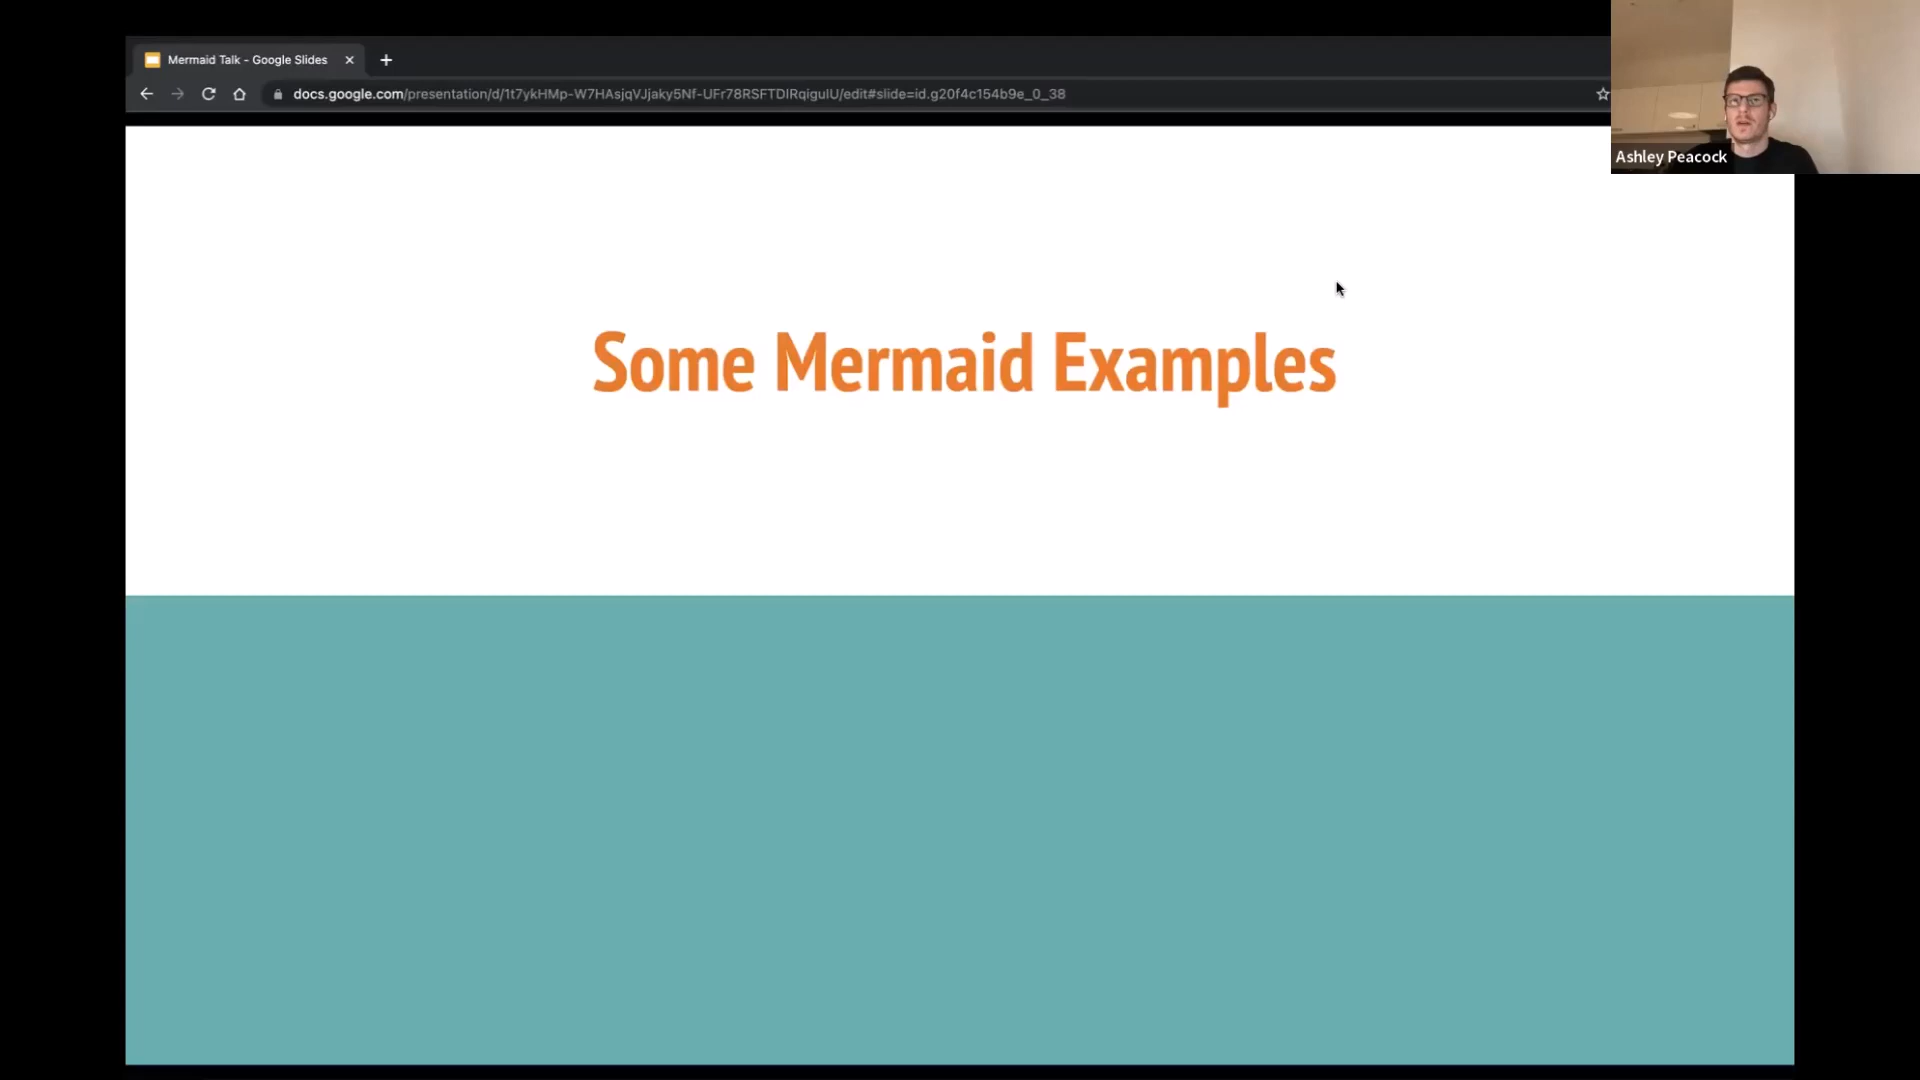 Mermaid Talk - Google Slides
docs.google.com/presentation/d/1t7ykHMp-W7HAsjqVJjaky5Nf-UFr78RSFTDIRqigulU/edit#slide=id.g20f4c154b9e_0_38
Ashley Peacock
Some Mermaid Examples